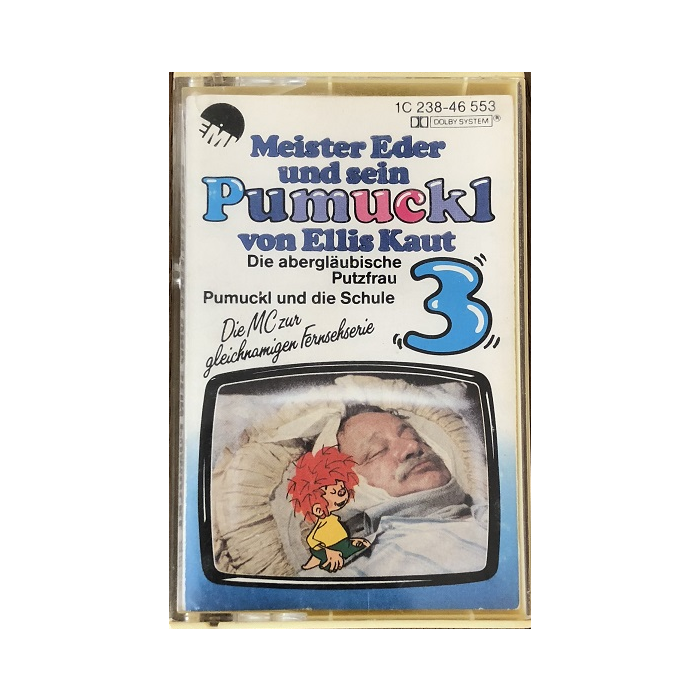 EMI
1C 238-46 553
DOLBY SYSTEM ®
Meister Eder
und sein
Pumuckl
von Ellis Kaut
Die abergläubische
Putzfrau
Pumuckl und die Schule
3
Die MC zur
gleichnamigen Fernsehserie